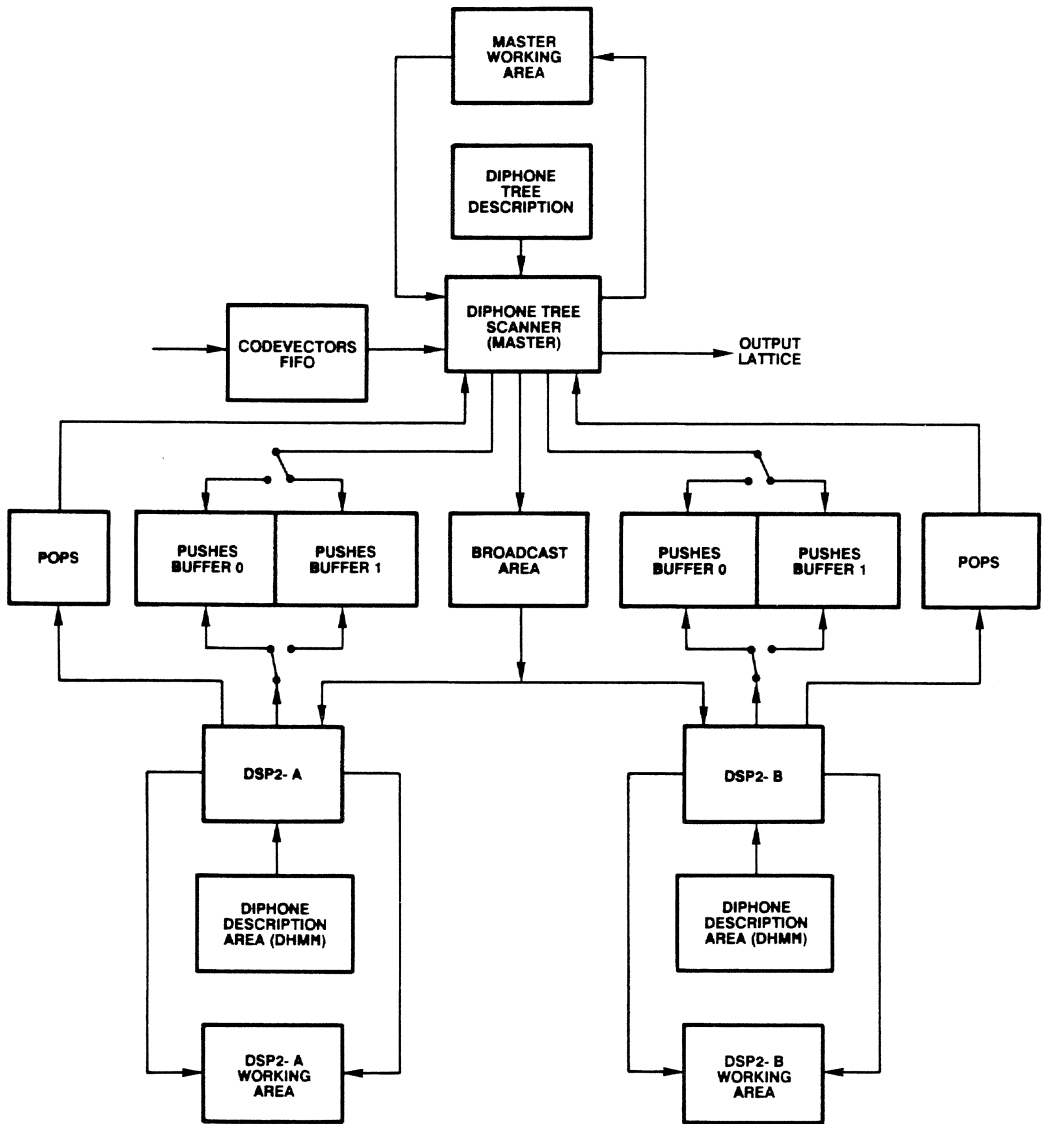 MASTER
WORKING
AREA
DIPHONE
TREE
DESCRIPTION
DIPHONE TREE
SCANNER
(MASTER)
CODEVECTORS
FIFO
OUTPUT
LATTICE
POPS
PUSHES
BUFFER 0
PUSHES
BUFFER 1
BROADCAST
AREA
PUSHES
BUFFER 0
PUSHES
BUFFER 1
POPS
DSP2- A
DSP2- B
DIPHONE
DESCRIPTION
AREA (DHMM)
DIPHONE
DESCRIPTION
AREA (DHMM)
DSP2- A
WORKING
AREA
DSP2- B
WORKING
AREA